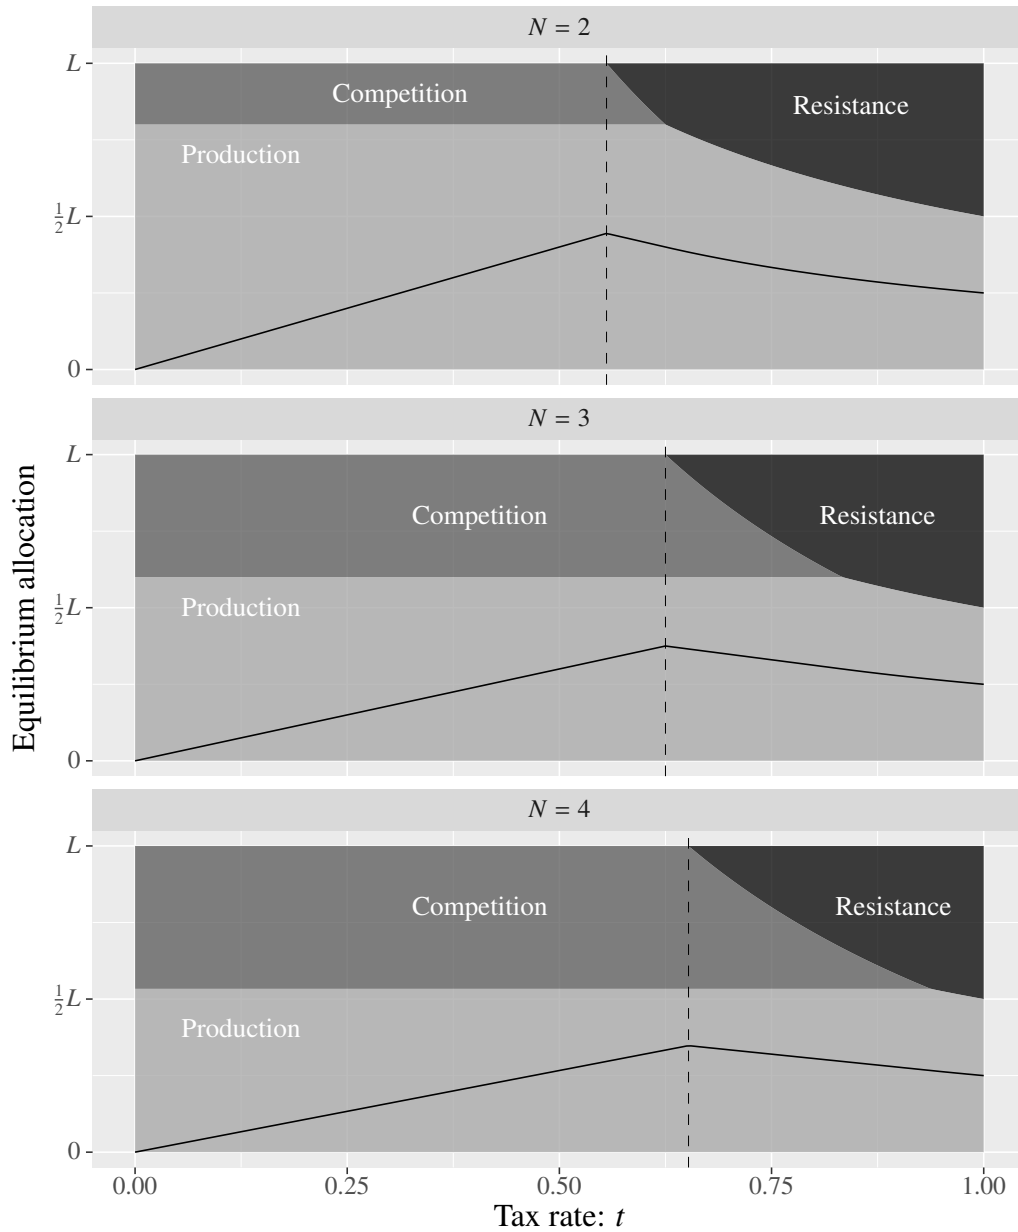 N = 2
L
Competition
Resistance
Production
½L
0
N = 3
L
Competition
Resistance
Production
½L
0
N = 4
L
Competition
Resistance
Production
½L
0
Equilibrium allocation
0.00 0.25 0.50 0.75 1.00
Tax rate: t